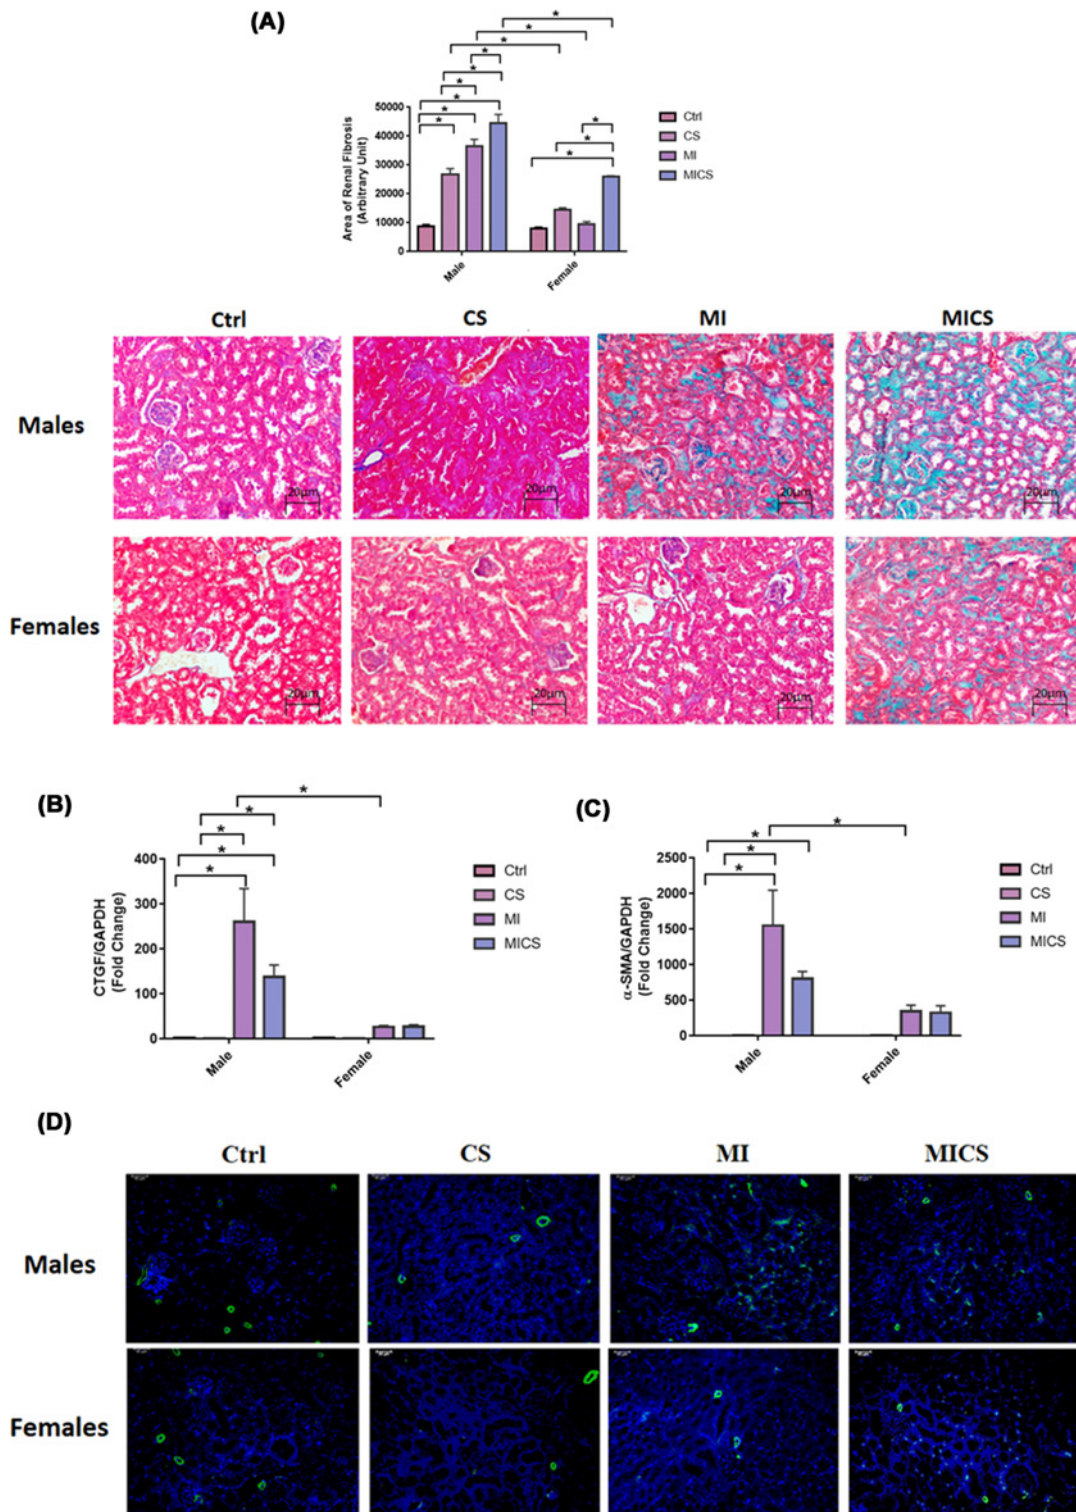 (A)
*
*
*
*
*
*
*
*
*
*
*
*
50000
40000
30000
20000
10000
0
Area of Renal Fibrosis
(Arbitrary Unit)
Male
Female
Ctrl
CS
MI
MICS
Ctrl CS MI MICS
Males
20μm 20μm 20μm 20μm
Females
20μm 20μm 20μm 20μm
(B)
*
*
*
*
*
400
300
200
100
0
CTGF/GAPDH
(Fold Change)
Male
Female
Ctrl
CS
MI
MICS
(C)
*
*
*
*
2500
2000
1500
1000
500
0
α-SMA/GAPDH
(Fold Change)
Male
Female
Ctrl
CS
MI
MICS
(D)
Ctrl CS MI MICS
Males
Females